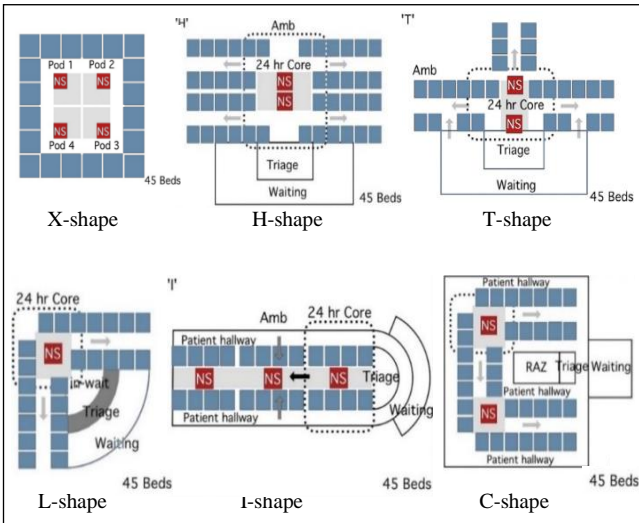 Pod 1 Pod 2
NS NS
NS NS
Pod 4 Pod 3
45 Beds
X-shape
'H'
Amb
24 hr Core
NS
NS
Triage
Waiting
45 Beds
H-shape
'T'
Amb
NS
24 hr Core
NS
Triage
Waiting
45 Beds
T-shape
24 hr Core
NS
wait
Triage
Waiting
45 Beds
L-shape
'I'
Amb
24 hr Core
Patient hallway
NS NS NS
Triage
Waiting
Patient hallway
45 Beds
I-shape
Patient hallway
NS
RAZ Triage Waiting
Patient hallway
NS
Patient hallway
45 Beds
C-shape